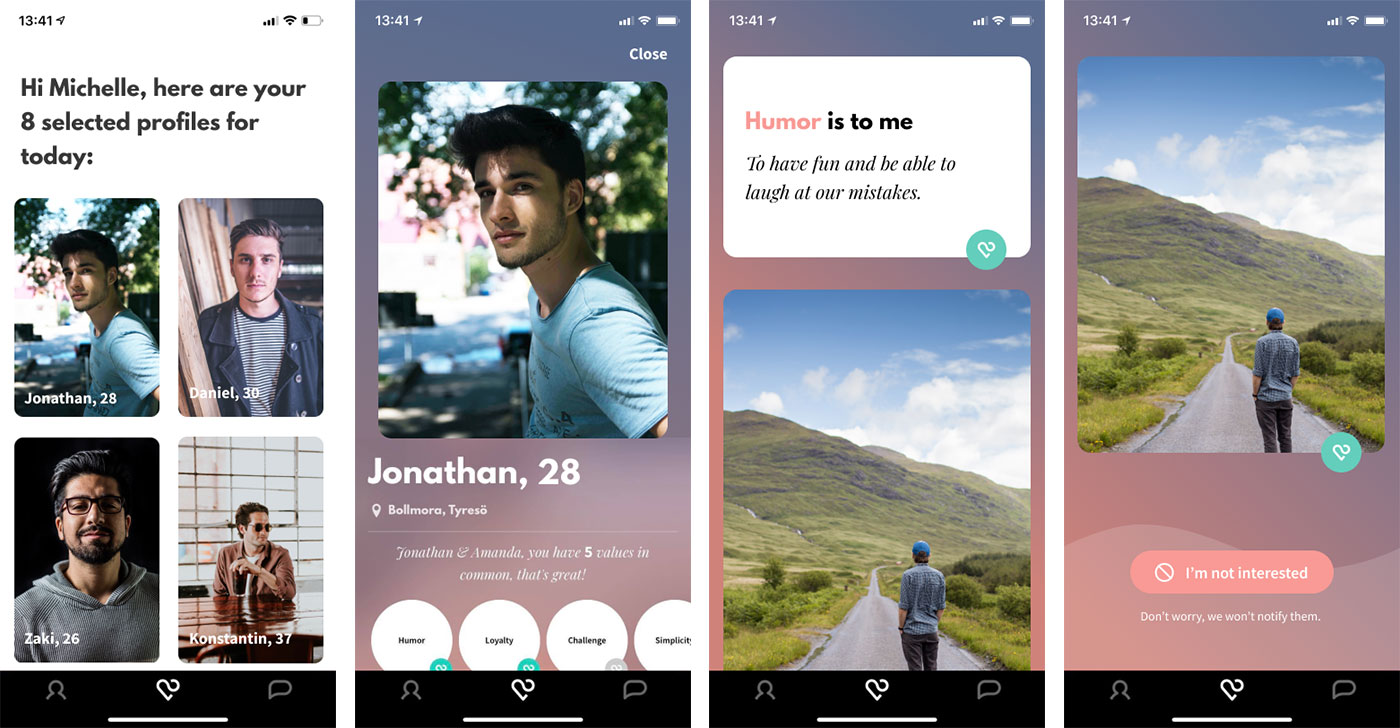 13:41
Hi Michelle, here are your
8 selected profiles for
today:
Jonathan, 28
Daniel, 30
Zaki, 26
Konstantin, 37
13:41
Close
Jonathan, 28
Bollmora, Tyresö
Jonathan & Amanda, you have 5 values in
common, that's great!
Humor
Loyalty
Challenge
Simplicity
13:41
Humor is to me
To have fun and be able to
laugh at our mistakes.
13:41
I'm not interested
Don't worry, we won't notify them.